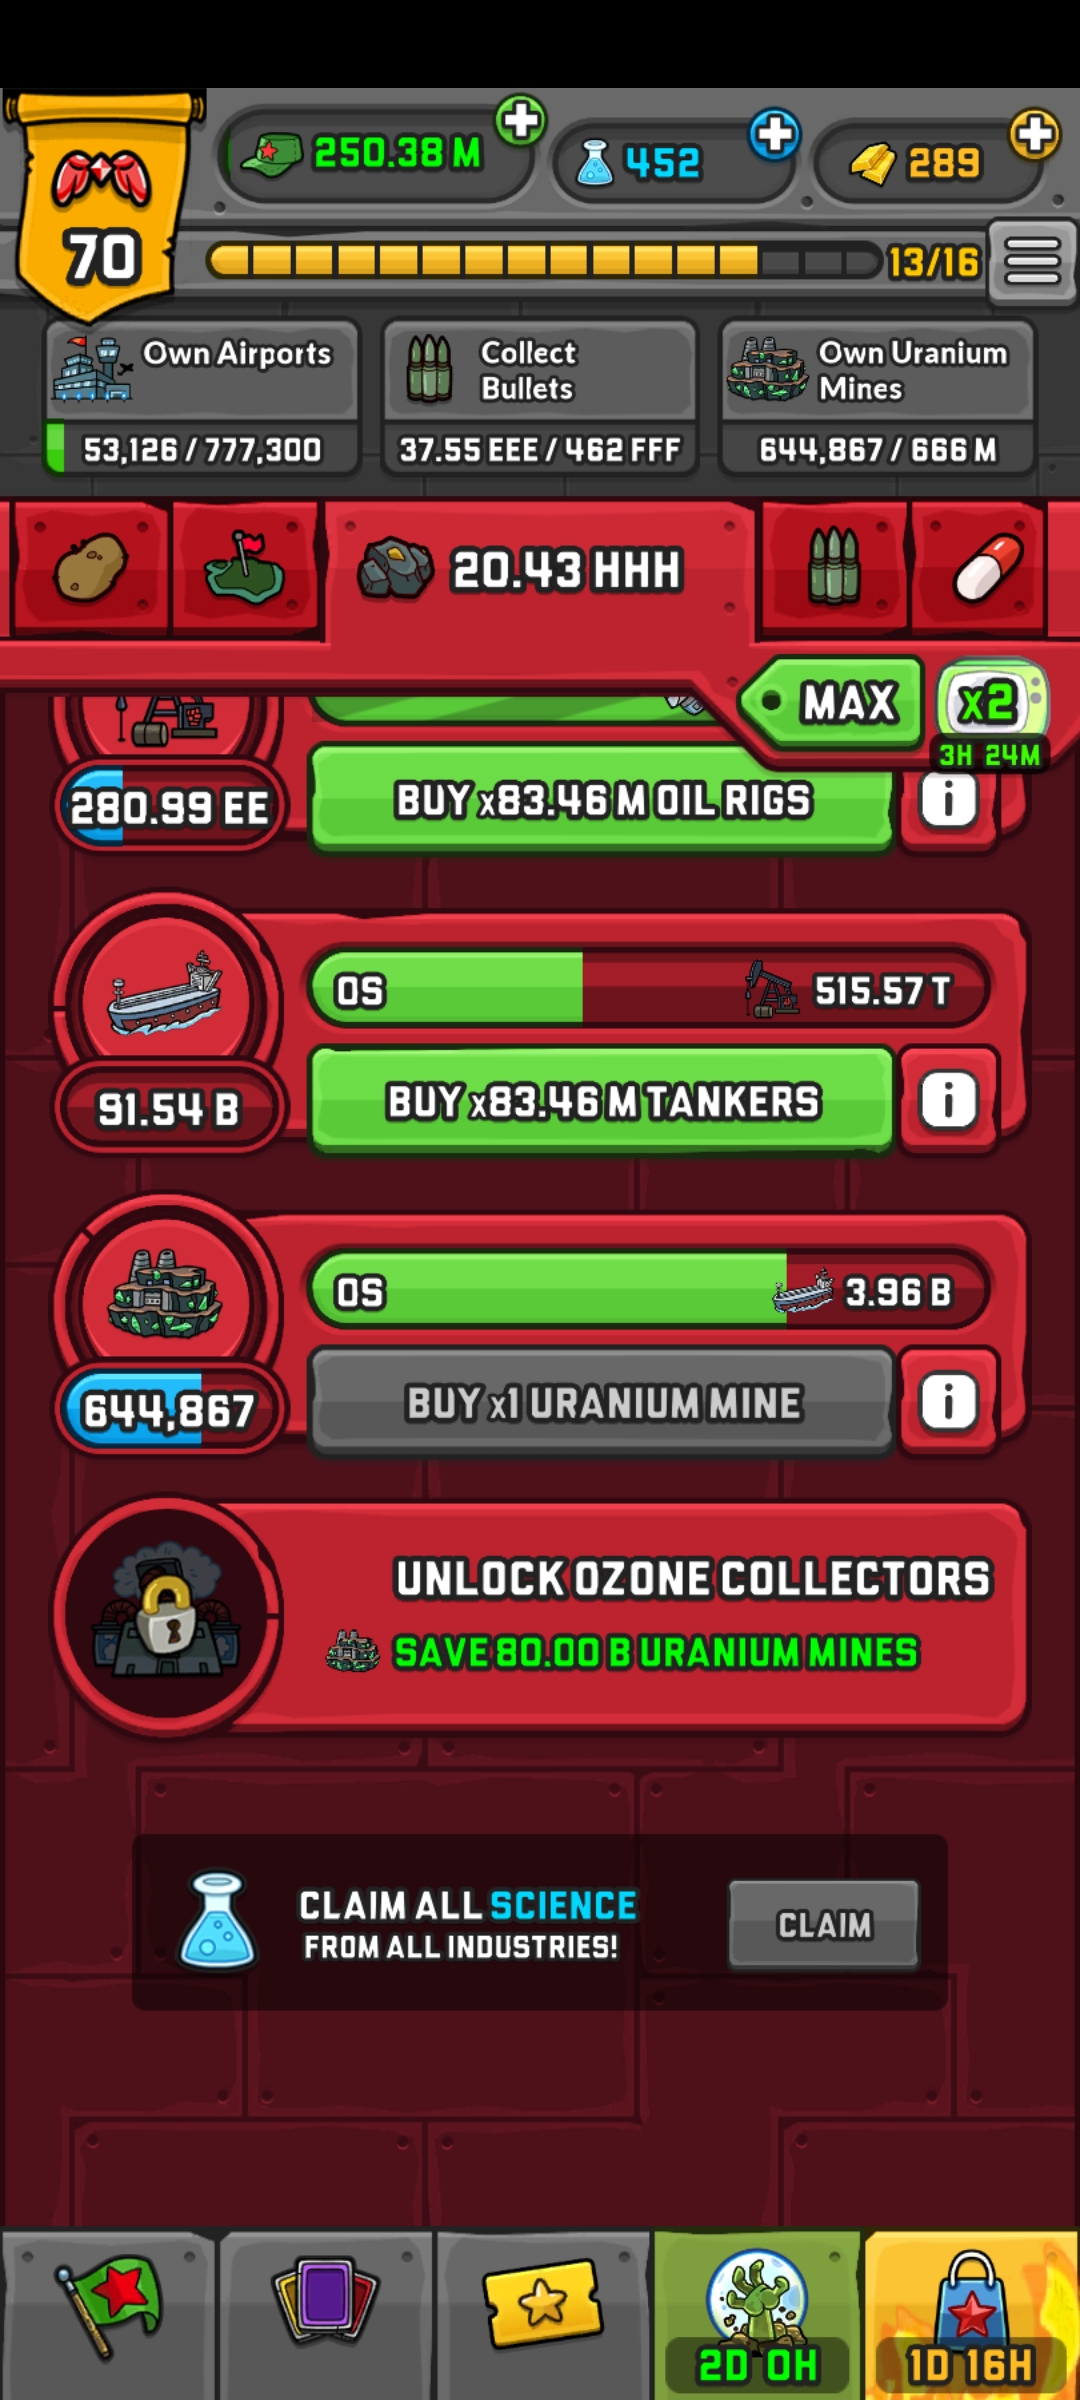 250.38 M
452
289
70
13/16
Own Airports
53,126 / 777,300
Collect
Bullets
37.55 EEE / 462 FFF
Own Uranium
Mines
644,867 / 666 M
20.43 HHH
MAX
x2
3H 24M
280.99 EE
BUY x83.46 M OIL RIGS
i
0S
515.57 T
91.54 B
BUY x83.46 M TANKERS
i
0S
3.96 B
644,867
BUY x1 URANIUM MINE
i
UNLOCK OZONE COLLECTORS
SAVE 80.00 B URANIUM MINES
CLAIM ALL SCIENCE
FROM ALL INDUSTRIES!
CLAIM
2D 0H
1D 16H